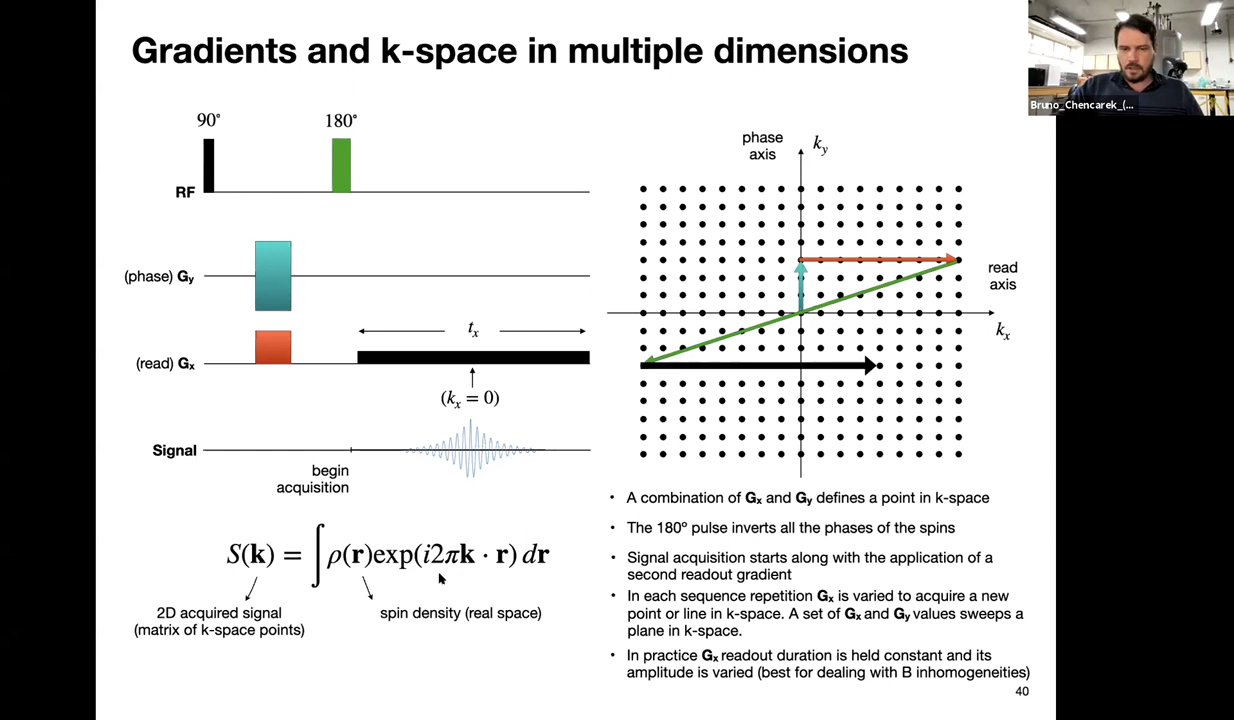 Gradients and k-space in multiple dimensions
Bruno_Chencarek_(...
90°
180°
RF
(phase) Gy
(read) Gx
tx
(kx = 0)
Signal
begin
acquisition
phase
axis
ky
read
axis
kx
S(k) = ∫ ρ(r)exp(i2πk · r) dr
2D acquired signal
(matrix of k-space points)
spin density (real space)
• A combination of Gx and Gy defines a point in k-space
• The 180º pulse inverts all the phases of the spins
• Signal acquisition starts along with the application of a
second readout gradient
• In each sequence repetition Gx is varied to acquire a new
point or line in k-space. A set of Gx and Gy values sweeps a
plane in k-space.
• In practice Gx readout duration is held constant and its
amplitude is varied (best for dealing with B inhomogeneities)
40